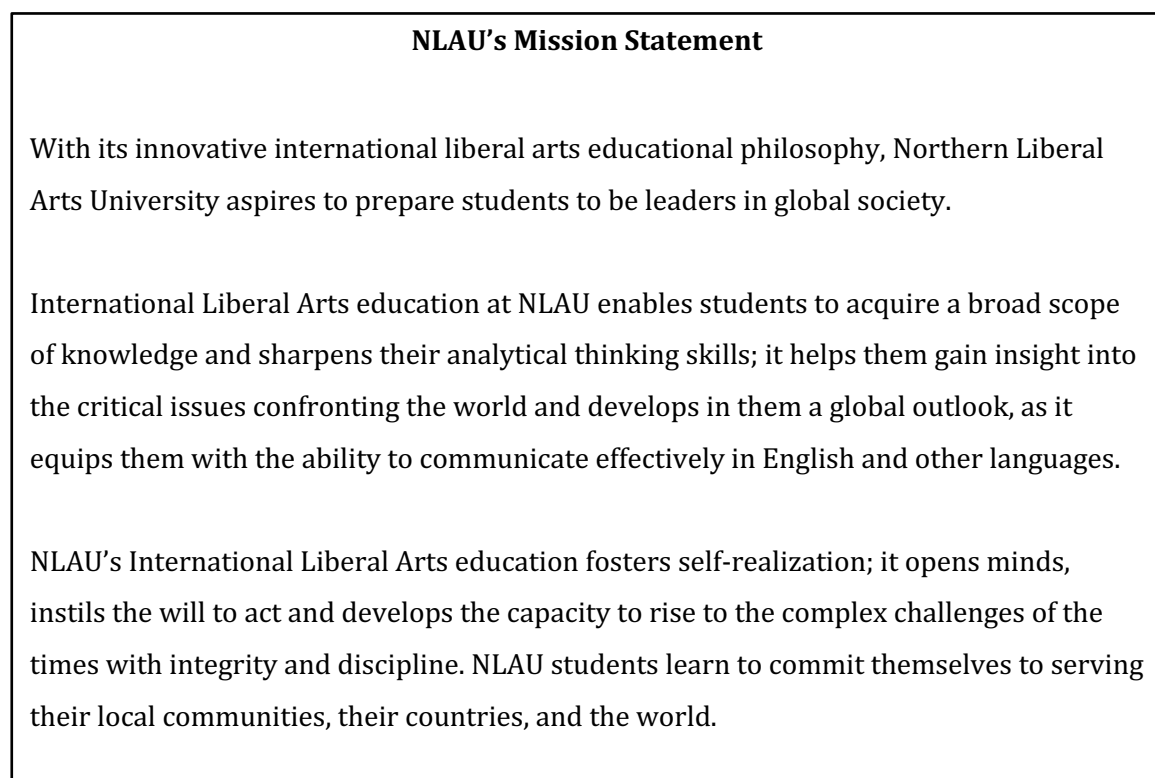 NLAU’s Mission Statement
With its innovative international liberal arts educational philosophy, Northern Liberal
Arts University aspires to prepare students to be leaders in global society.
International Liberal Arts education at NLAU enables students to acquire a broad scope
of knowledge and sharpens their analytical thinking skills; it helps them gain insight into
the critical issues confronting the world and develops in them a global outlook, as it
equips them with the ability to communicate effectively in English and other languages.
NLAU’s International Liberal Arts education fosters self-realization; it opens minds,
instils the will to act and develops the capacity to rise to the complex challenges of the
times with integrity and discipline. NLAU students learn to commit themselves to serving
their local communities, their countries, and the world.